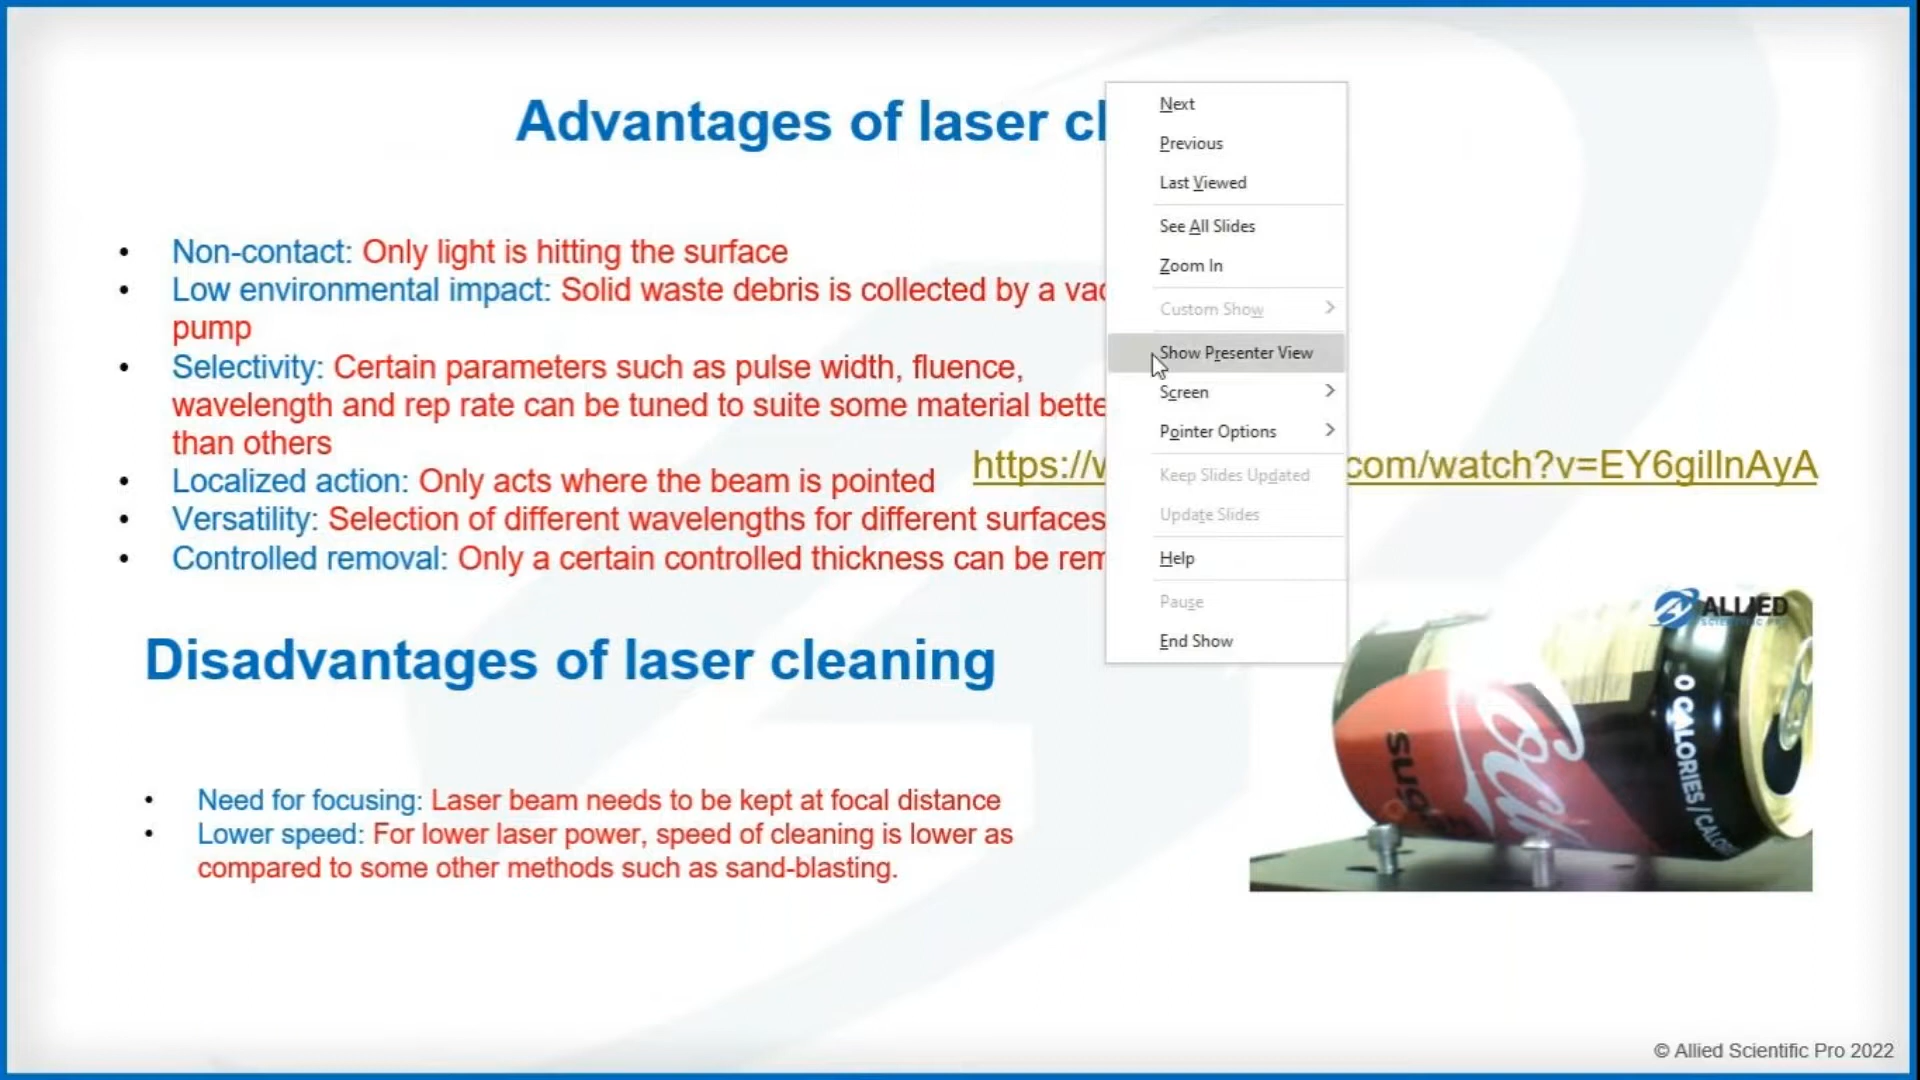 Advantages of laser cl
• Non-contact: Only light is hitting the surface
• Low environmental impact: Solid waste debris is collected by a vac
pump
• Selectivity: Certain parameters such as pulse width, fluence,
wavelength and rep rate can be tuned to suite some material bette
than others
• Localized action: Only acts where the beam is pointed
• Versatility: Selection of different wavelengths for different surfaces
• Controlled removal: Only a certain controlled thickness can be rem
Next
Previous
Last Viewed
See All Slides
Zoom In
Custom Show
Show Presenter View
Screen
Pointer Options
Keep Slides Updated
Update Slides
Help
Pause
End Show
https:// com/watch?v=EY6gillnAyA
Disadvantages of laser cleaning
• Need for focusing: Laser beam needs to be kept at focal distance
• Lower speed: For lower laser power, speed of cleaning is lower as
compared to some other methods such as sand-blasting.
ALLIED
SCIENTIFIC PRO
0 CALORIES / CALO
© Allied Scientific Pro 2022